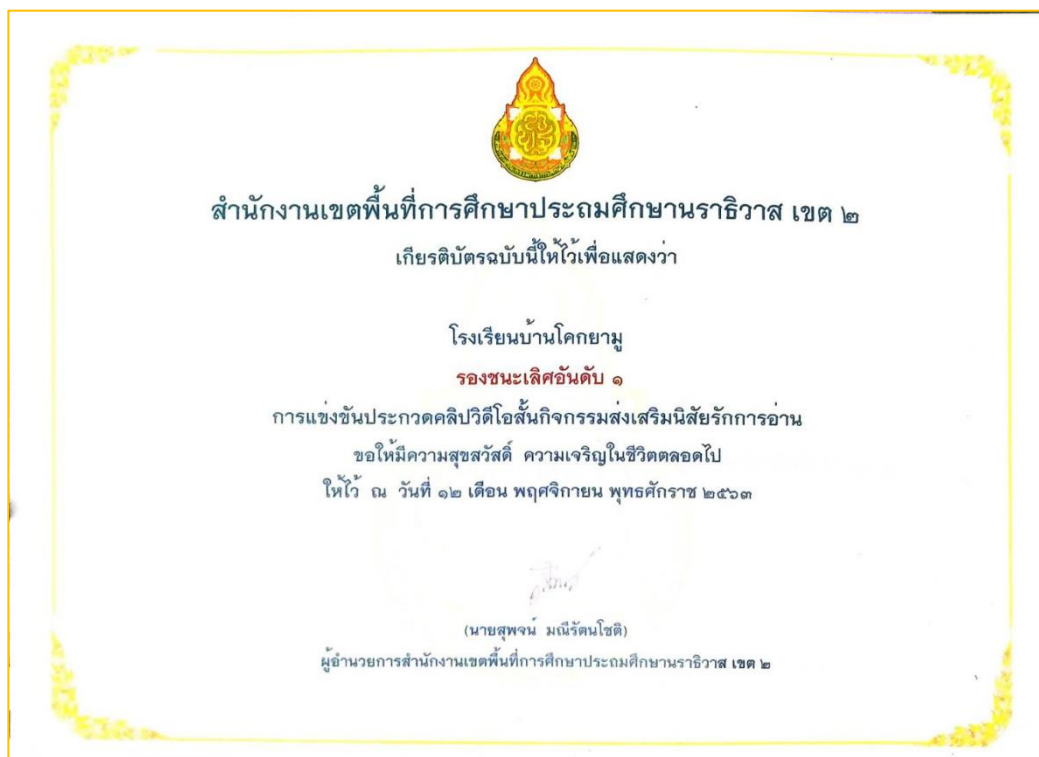 สำนักงานเขตพื้นที่การศึกษาประถมศึกษานราธิวาส เขต ๒
เกียรติบัตรฉบับนี้ให้ไว้เพื่อแสดงว่า
โรงเรียนบ้านโคกยามู
รองชนะเลิศอันดับ ๑
การแข่งขันประกวดคลิปวิดีโอสั้นกิจกรรมส่งเสริมนิสัยรักการอ่าน
ขอให้มีความสุขสวัสดิ์ ความเจริญในชีวิตตลอดไป
ให้ไว้ ณ วันที่ ๑๒ เดือน พฤศจิกายน พุทธศักราช ๒๕๖๓
(นายสุพจน์ มณีรัตนโชติ)
ผู้อำนวยการสำนักงานเขตพื้นที่การศึกษาประถมศึกษานราธิวาส เขต ๒